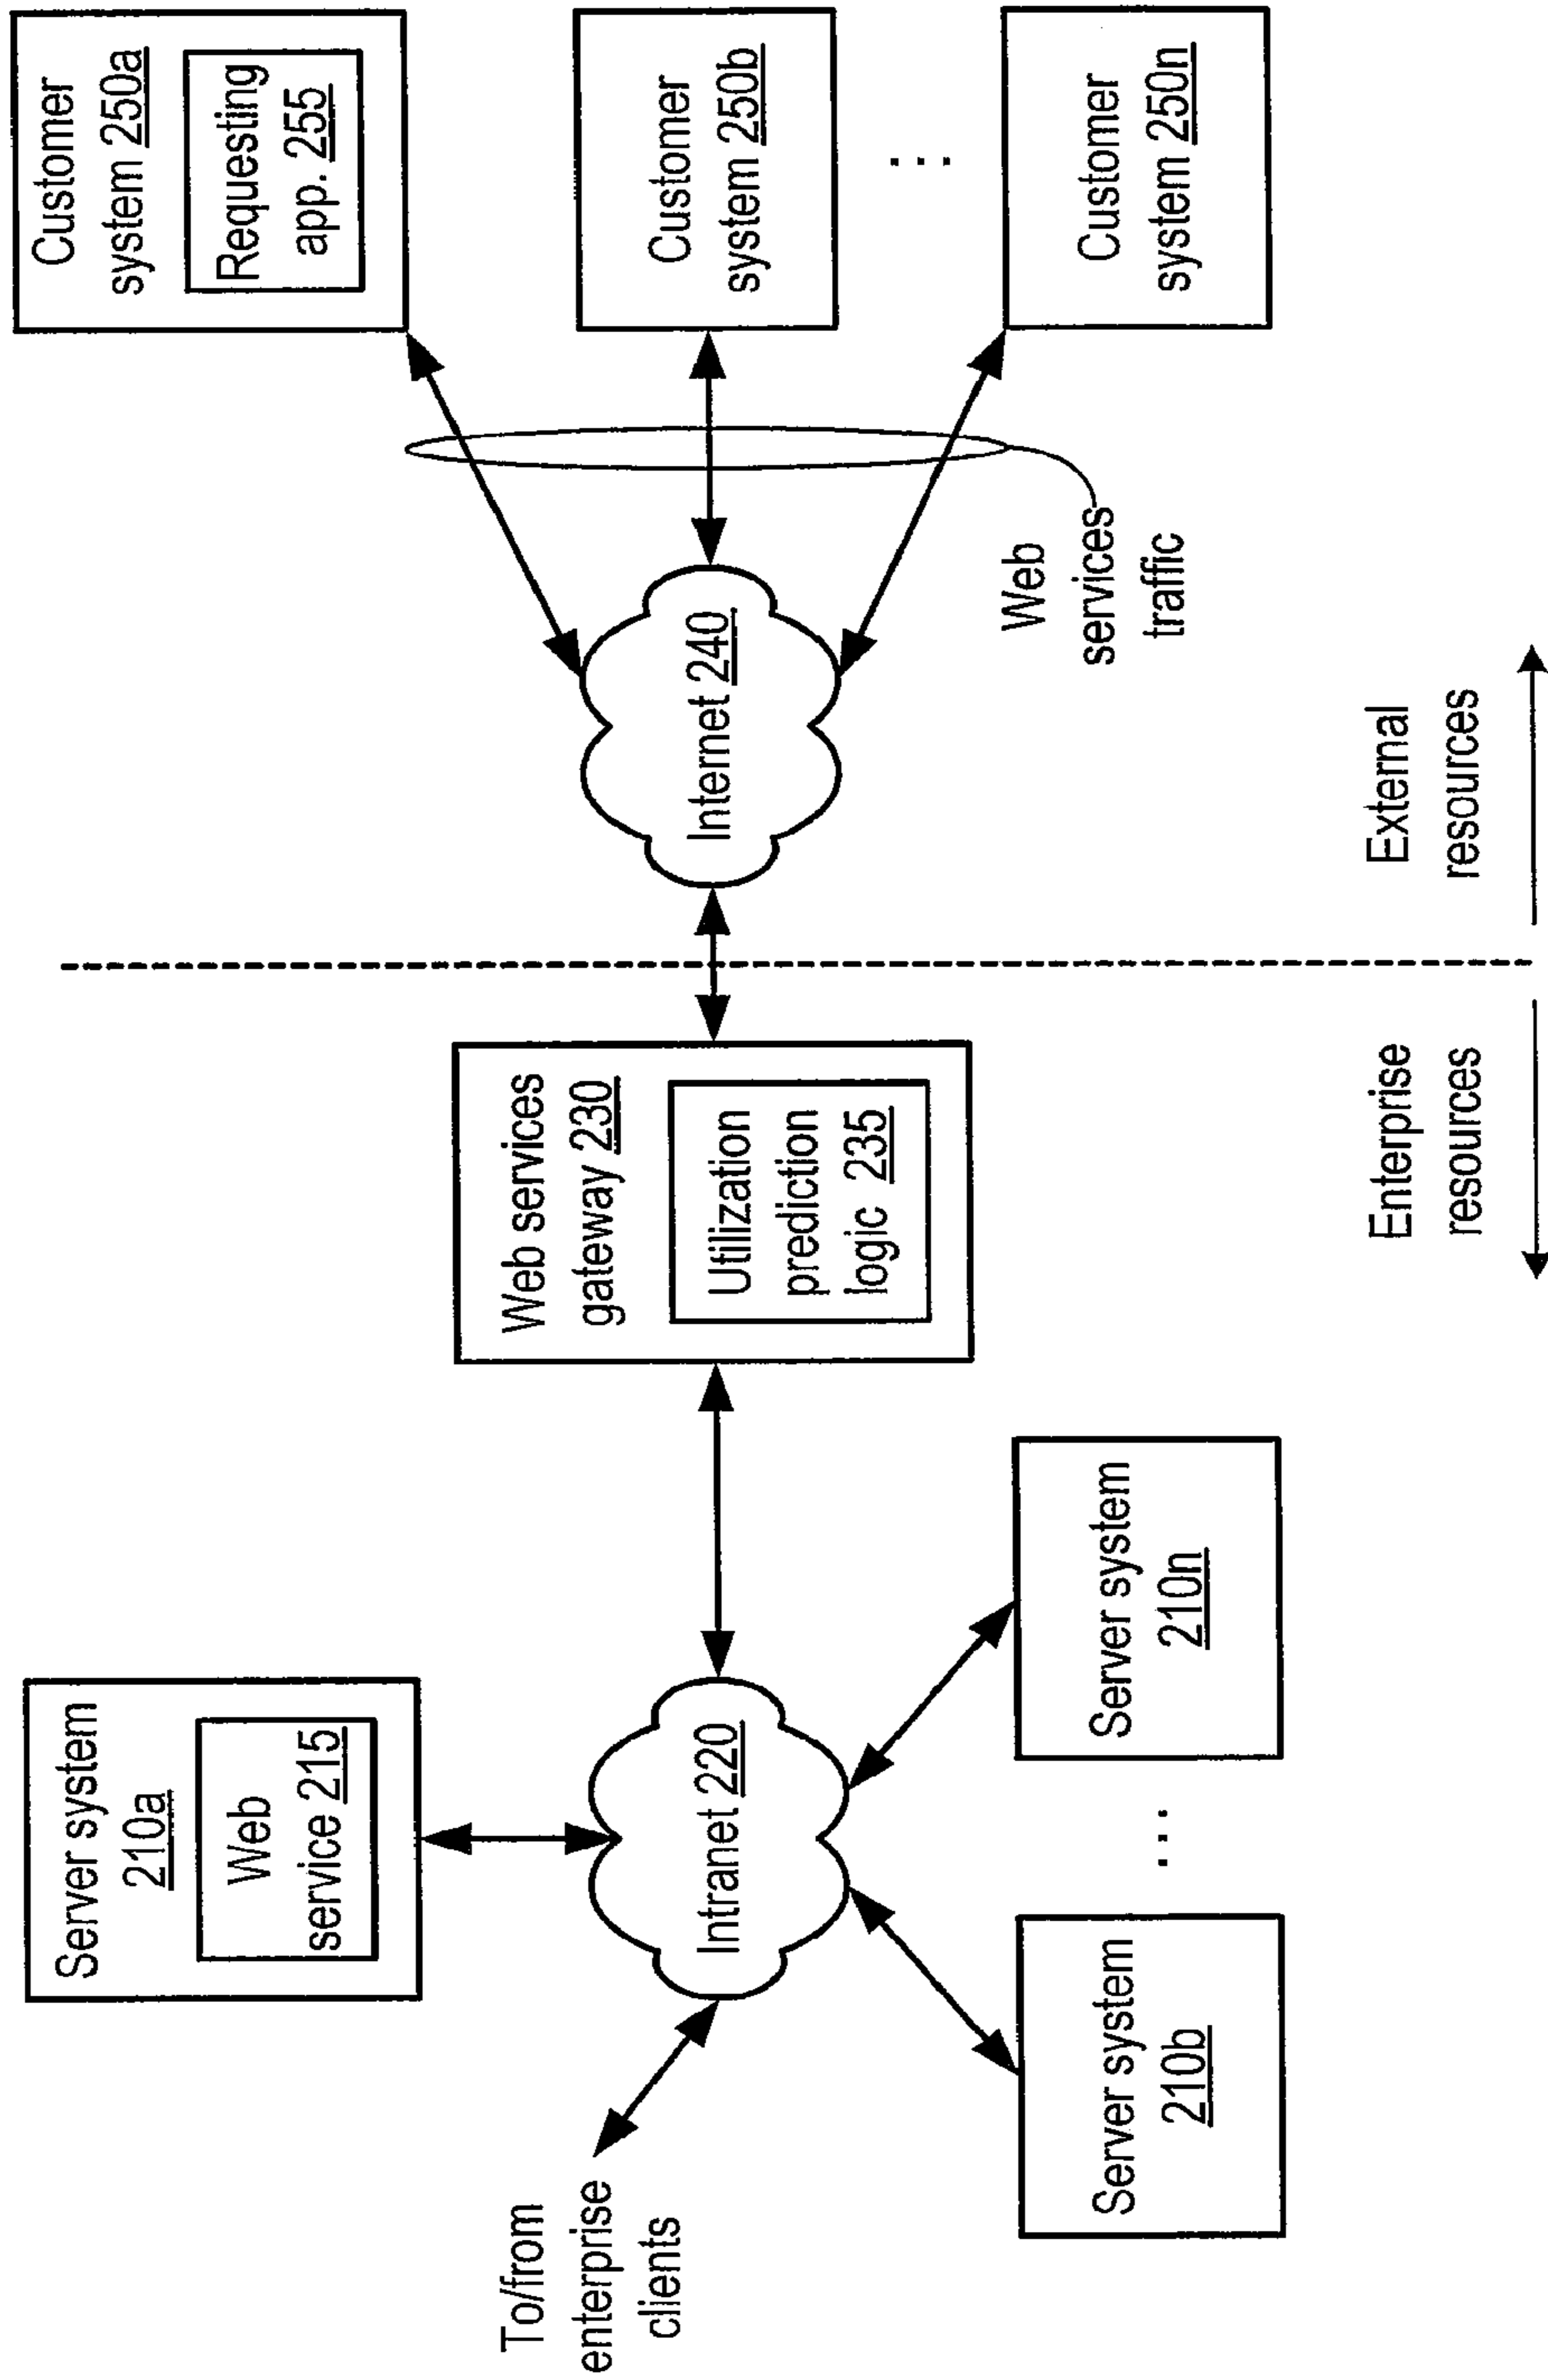 Server system
210a
Web
service 215
To/from
enterprise
clients
Intranet 220
Server system
210b
...
Server system
210n
Web services
gateway 230
Utilization
prediction
logic 235
Enterprise
resources
External
resources
Internet 240
Web
services
traffic
Customer
system 250a
Requesting
app. 255
Customer
system 250b
...
Customer
system 250n